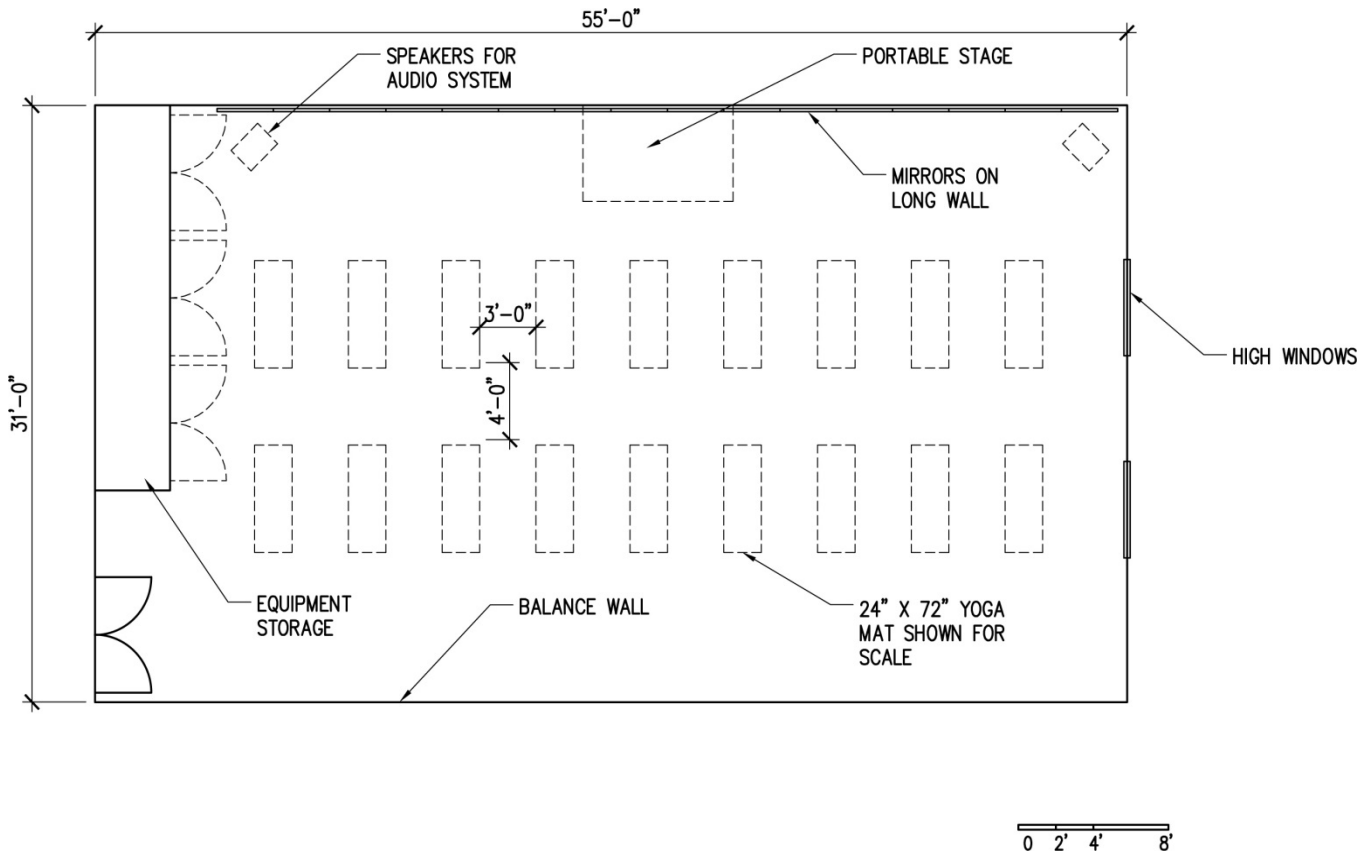 55'-0"
SPEAKERS FOR
AUDIO SYSTEM
PORTABLE STAGE
MIRRORS ON
LONG WALL
3'-0"
HIGH WINDOWS
31'-0"
4'-0"
EQUIPMENT
STORAGE
BALANCE WALL
24" X 72" YOGA
MAT SHOWN FOR
SCALE
0 2' 4' 8'